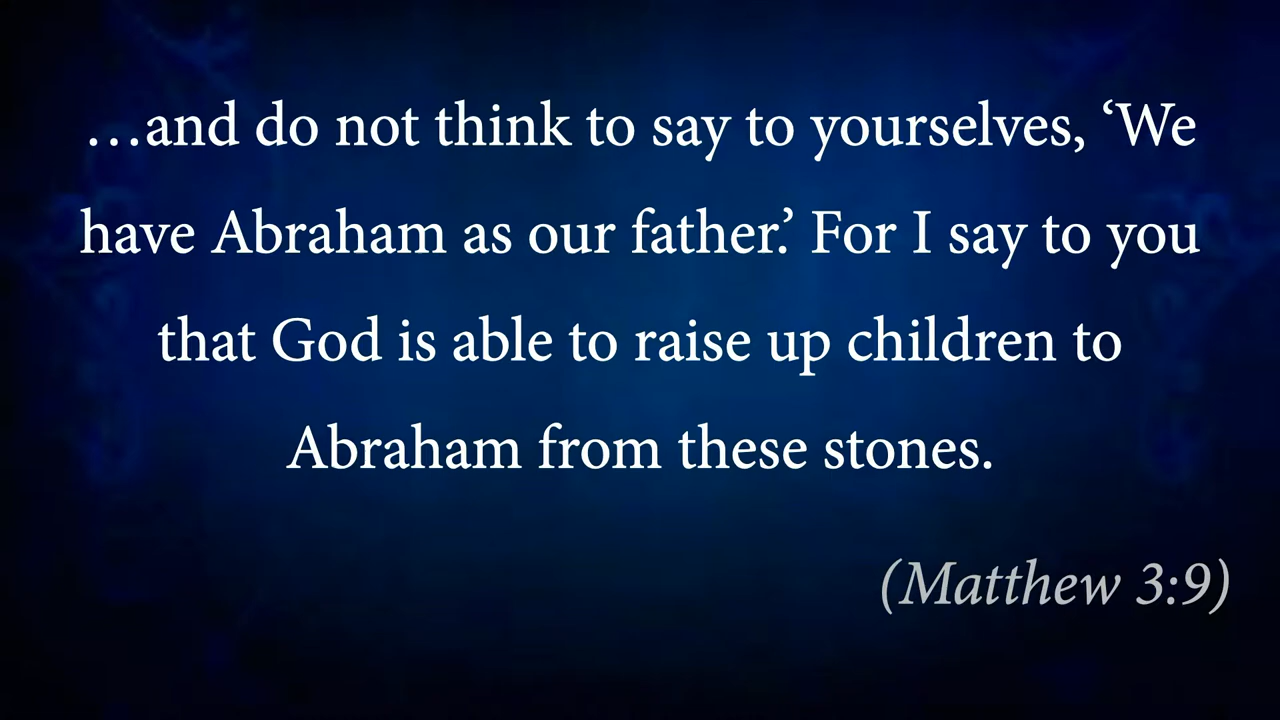 …and do not think to say to yourselves, ‘We
have Abraham as our father.’ For I say to you
that God is able to raise up children to
Abraham from these stones.
(Matthew 3:9)